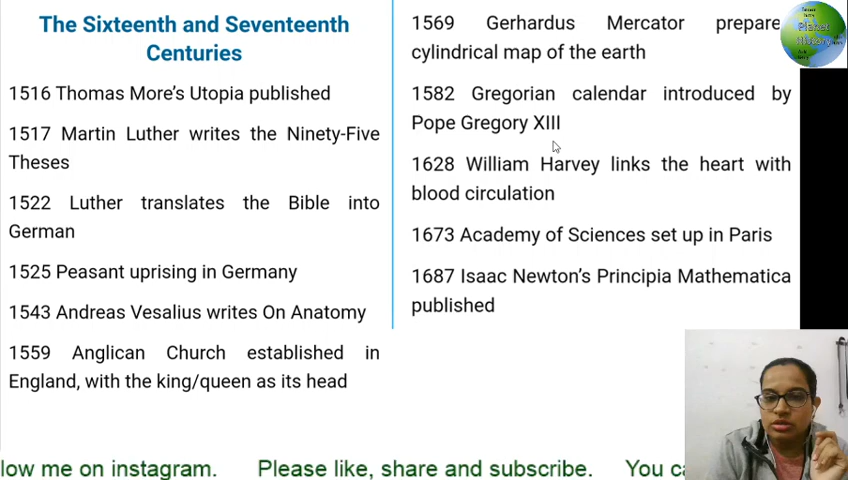 The Sixteenth and Seventeenth
Centuries
1516 Thomas More's Utopia published
1517 Martin Luther writes the Ninety-Five
Theses
1522 Luther translates the Bible into
German
1525 Peasant uprising in Germany
1543 Andreas Vesalius writes On Anatomy
1559 Anglican Church established in
England, with the king/queen as its head
1569 Gerhardus Mercator prepare
cylindrical map of the earth
1582 Gregorian calendar introduced by
Pope Gregory XIII
1628 William Harvey links the heart with
blood circulation
1673 Academy of Sciences set up in Paris
1687 Isaac Newton's Principia Mathematica
published
Planet
History
low me on instagram. Please like, share and subscribe. You ca